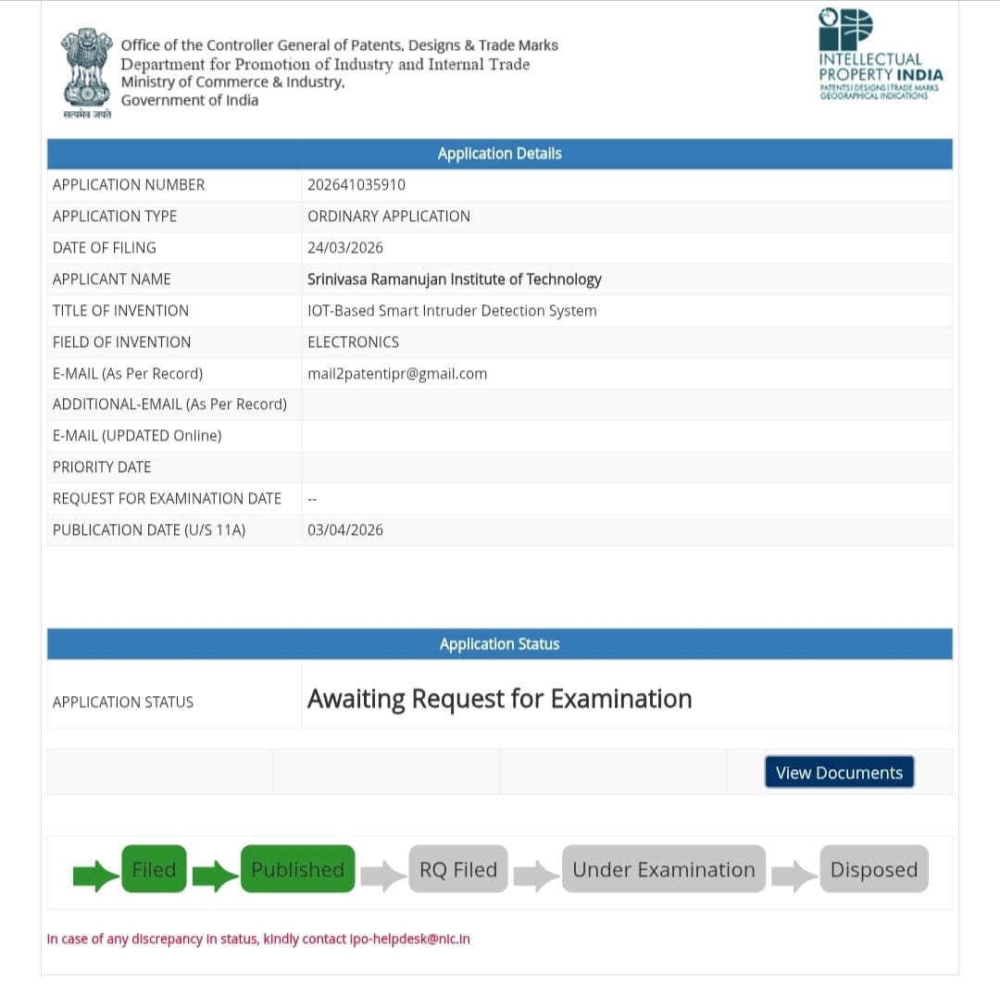 Office of the Controller General of Patents, Designs & Trade Marks
Department for Promotion of Industry and Internal Trade
Ministry of Commerce & Industry,
Government of India
सत्यमेव जयते
INTELLECTUAL
PROPERTY INDIA
PATENTS | DESIGNS | TRADE MARKS
GEOGRAPHICAL INDICATIONS
Application Details
APPLICATION NUMBER 202641035910
APPLICATION TYPE ORDINARY APPLICATION
DATE OF FILING 24/03/2026
APPLICANT NAME Srinivasa Ramanujan Institute of Technology
TITLE OF INVENTION IOT-Based Smart Intruder Detection System
FIELD OF INVENTION ELECTRONICS
E-MAIL (As Per Record) mail2patentipr@gmail.com
ADDITIONAL-EMAIL (As Per Record)
E-MAIL (UPDATED Online)
PRIORITY DATE
REQUEST FOR EXAMINATION DATE --
PUBLICATION DATE (U/S 11A) 03/04/2026
Application Status
APPLICATION STATUS Awaiting Request for Examination
View Documents
Filed Published RQ Filed Under Examination Disposed
In case of any discrepancy in status, kindly contact ipo-helpdesk@nic.in